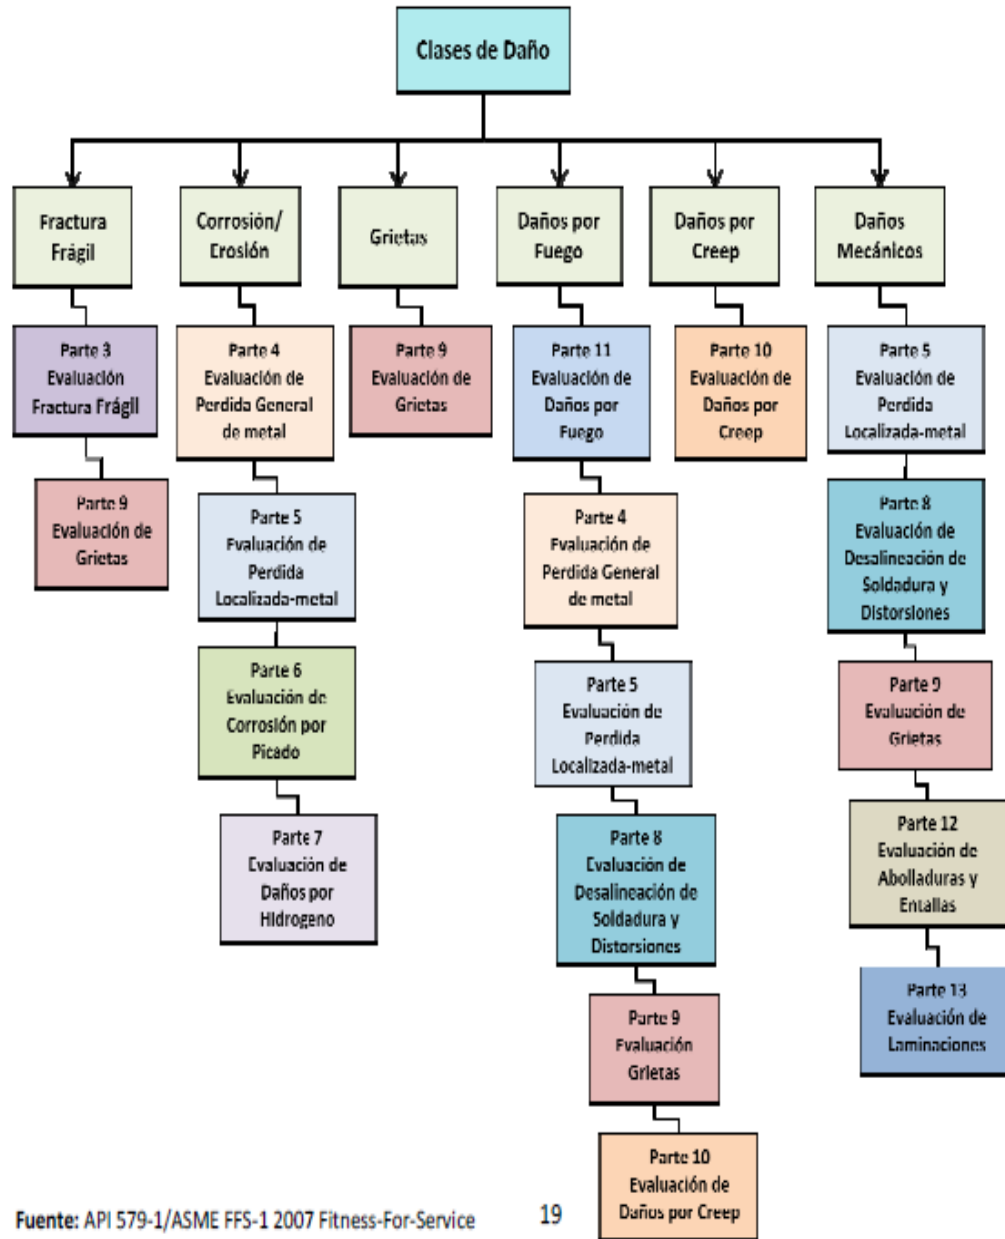 Clases de Daño
Fractura
Frágil
Corrosión/
Erosión
Grietas
Daños por
Fuego
Daños por
Creep
Daños
Mecánicos
Parte 3
Evaluación
Fractura Frágil
Parte 9
Evaluación de
Grietas
Parte 4
Evaluación de
Perdida General
de metal
Parte 5
Evaluación de
Perdida
Localizada-metal
Parte 6
Evaluación de
Corrosión por
Picado
Parte 7
Evaluación de
Daños por
Hidrogeno
Parte 9
Evaluación de
Grietas
Parte 11
Evaluación de
Daños por
Fuego
Parte 4
Evaluación de
Perdida General
de metal
Parte 5
Evaluación de
Perdida
Localizada-metal
Parte 8
Evaluación de
Desalineación de
Soldadura y
Distorsiones
Parte 9
Evaluación
Grietas
Parte 10
Evaluación de
Daños por Creep
Parte 10
Evaluación de
Daños por
Creep
Parte 5
Evaluación de
Perdida
Localizada-metal
Parte 8
Evaluación de
Desalineación de
Soldadura y
Distorsiones
Parte 9
Evaluación de
Grietas
Parte 12
Evaluación de
Abolladuras y
Entallas
Parte 13
Evaluación de
Laminaciones
Fuente: API 579-1/ASME FFS-1 2007 Fitness-For-Service
19